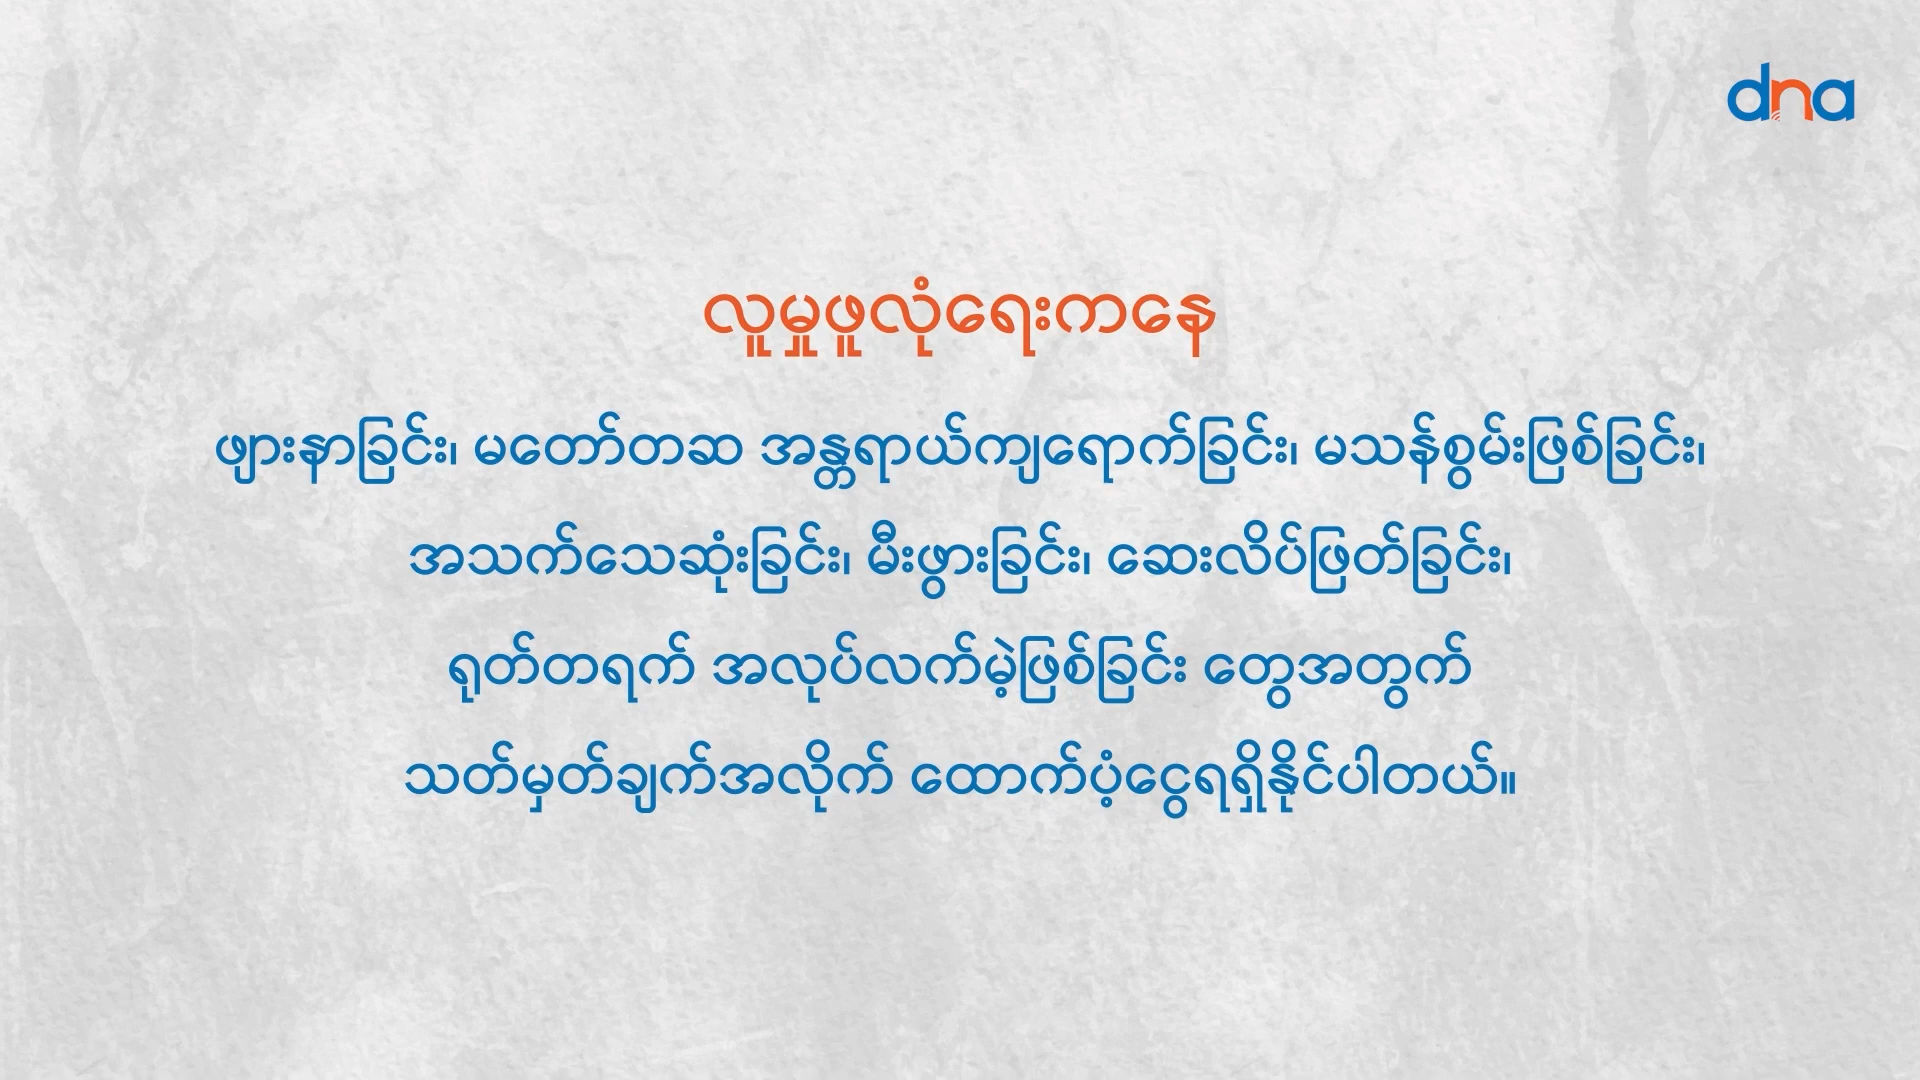 dna
လူမှုဖူလုံရေးကနေ
ဖျားနာခြင်း၊ မတော်တဆ အန္တရာယ်ကျရောက်ခြင်း၊ မသန်စွမ်းဖြစ်ခြင်း၊
အသက်သေဆုံးခြင်း၊ မီးဖွားခြင်း၊ ဆေးလိပ်ဖြတ်ခြင်း၊
ရုတ်တရက် အလုပ်လက်မဲ့ဖြစ်ခြင်း တွေအတွက်
သတ်မှတ်ချက်အလိုက် ထောက်ပံ့ငွေရရှိနိုင်ပါတယ်။